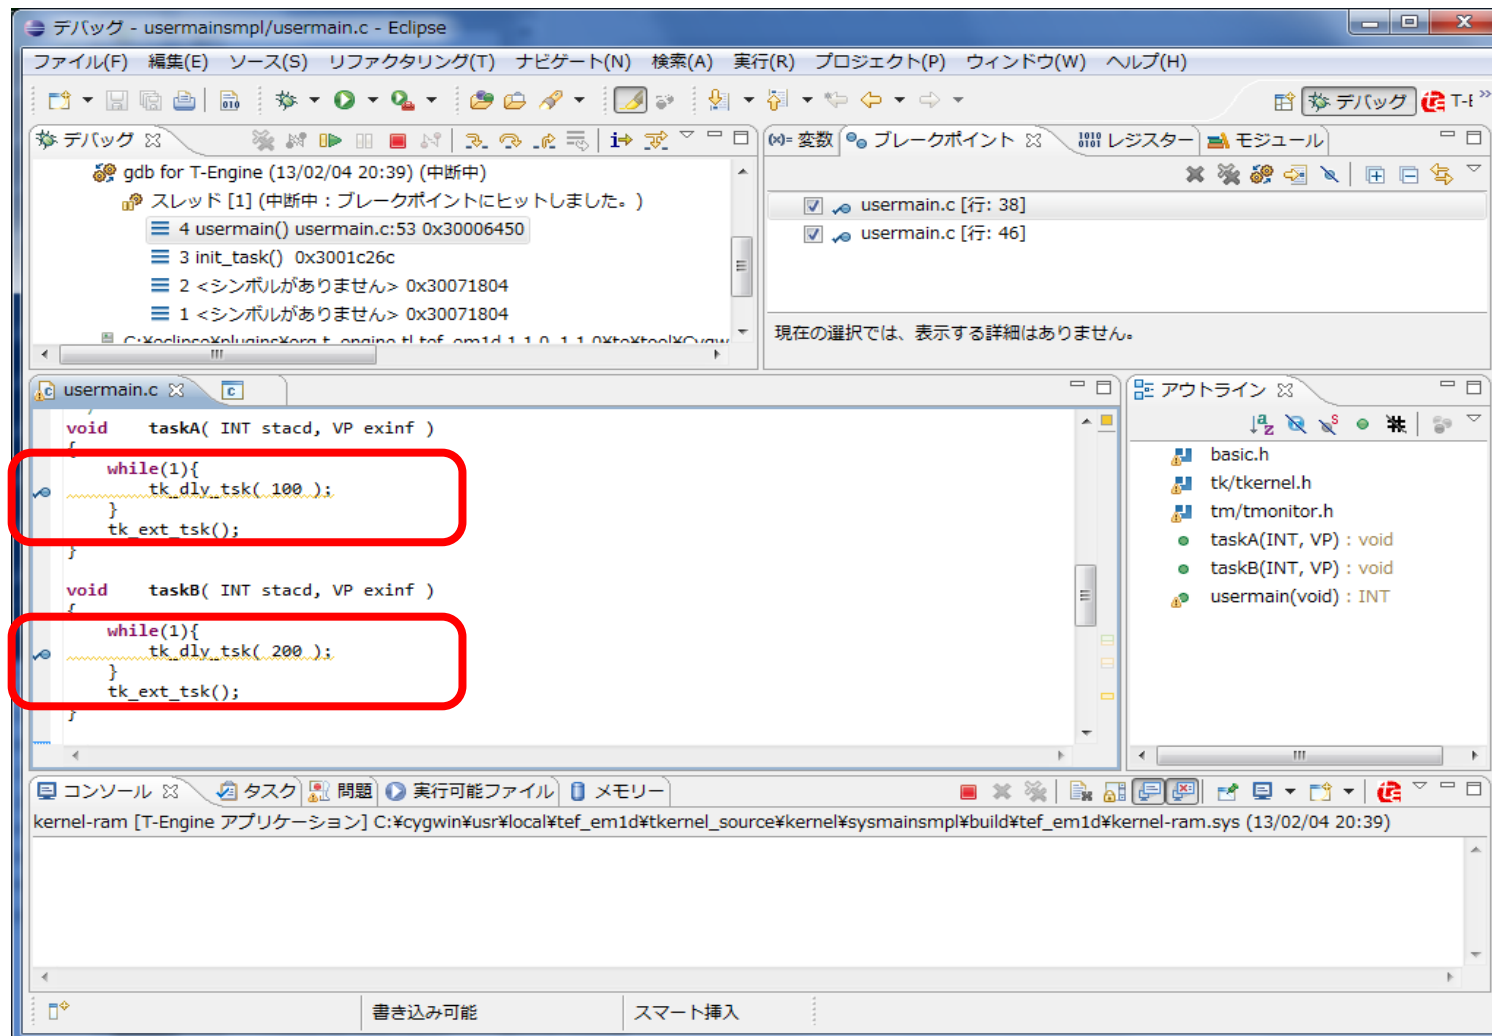 デバッグ - usermainsmpl/usermain.c - Eclipse
ファイル(F) 編集(E) ソース(S) リファクタリング(T) ナビゲート(N) 検索(A) 実行(R) プロジェクト(P) ウィンドウ(W) ヘルプ(H)
デバッグ
デバッグ
gdb for T-Engine (13/02/04 20:39) (中断中)
スレッド [1] (中断中：ブレークポイントにヒットしました。)
4 usermain() usermain.c:53 0x30006450
3 init_task() 0x3001c26c
2 <シンボルがありません> 0x30071804
1 <シンボルがありません> 0x30071804
変数 ブレークポイント レジスター モジュール
usermain.c [行: 38]
usermain.c [行: 46]
現在の選択では、表示する詳細はありません。
usermain.c
void taskA( INT stacd, VP exinf )
{
while(1){
tk_dly_tsk( 100 );
}
tk_ext_tsk();
}
void taskB( INT stacd, VP exinf )
{
while(1){
tk_dly_tsk( 200 );
}
tk_ext_tsk();
}
アウトライン
basic.h
tk/tkernel.h
tm/tmonitor.h
taskA(INT, VP) : void
taskB(INT, VP) : void
usermain(void) : INT
コンソール タスク 問題 実行可能ファイル メモリー
kernel-ram [T-Engine アプリケーション] C:¥cygwin¥usr¥local¥tef_em1d¥tkernel_source¥kernel¥sysmainsmpl¥build¥tef_em1d¥kernel-ram.sys (13/02/04 20:39)
書き込み可能 スマート挿入